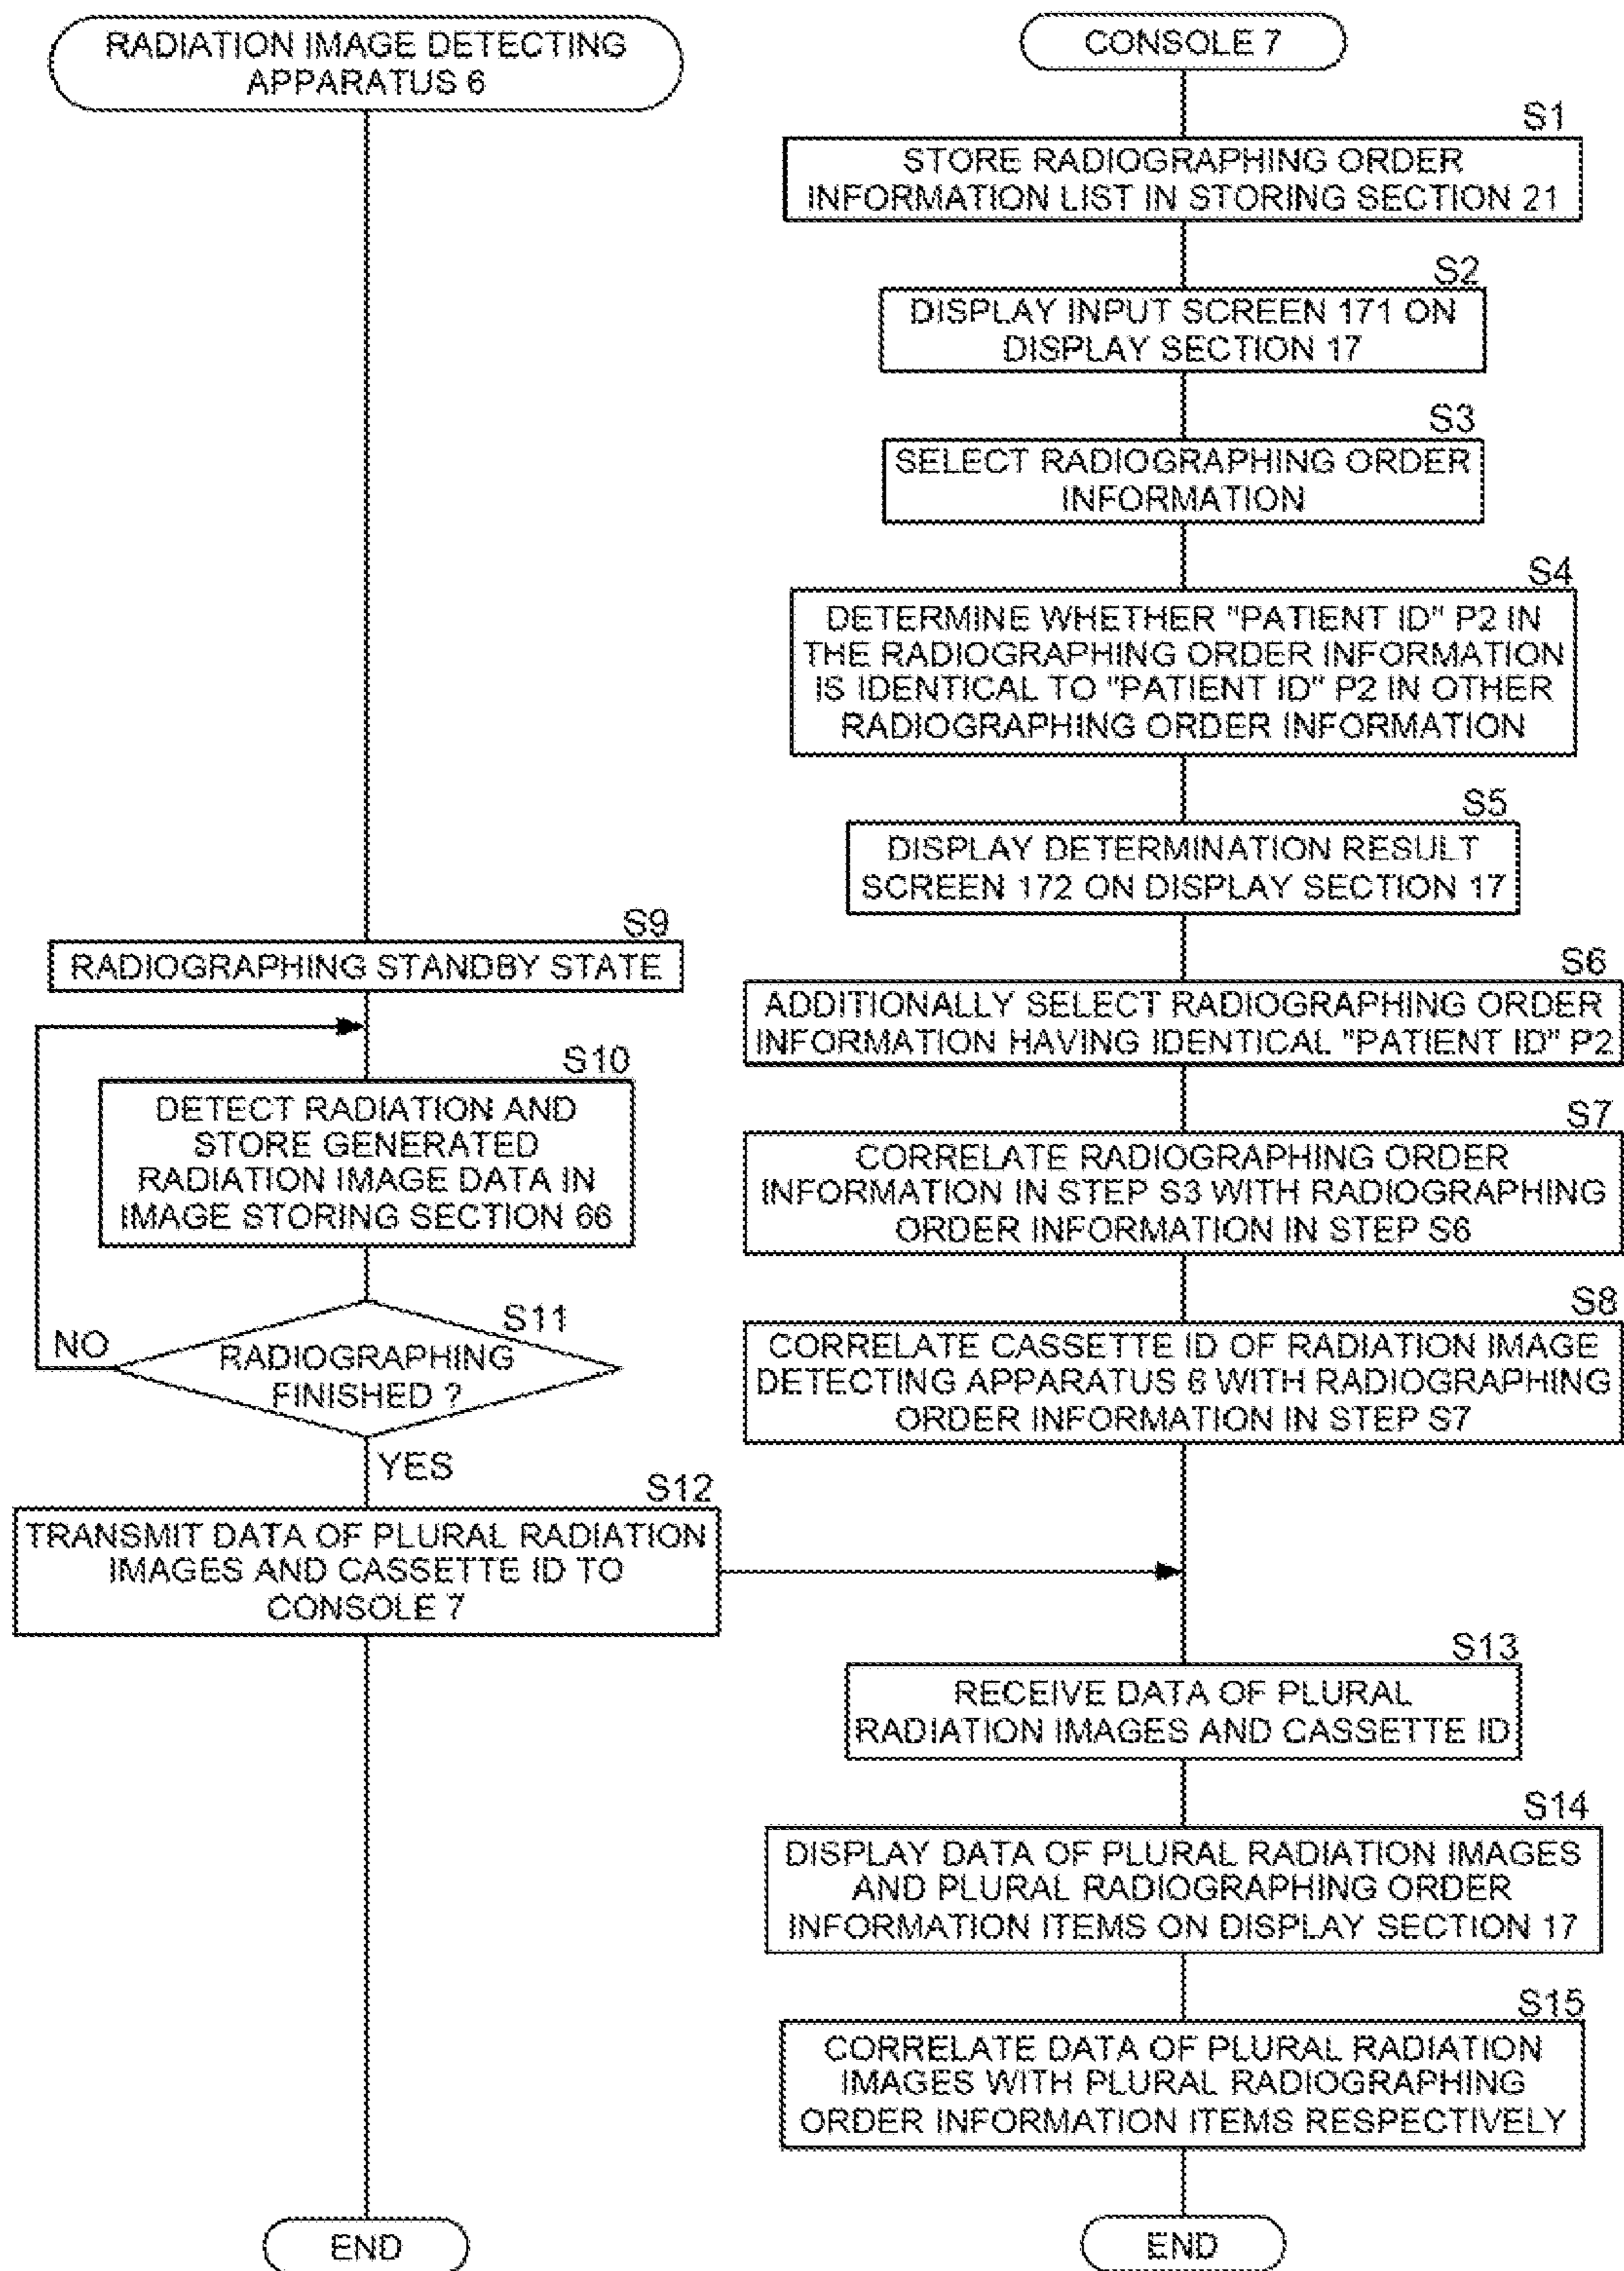 RADIATION IMAGE DETECTING
APPARATUS 6
S9
RADIOGRAPHING STANDBY STATE
S10
DETECT RADIATION AND
STORE GENERATED
RADIATION IMAGE DATA IN
IMAGE STORING SECTION 66
S11
NO
RADIOGRAPHING
FINISHED ?
YES
S12
TRANSMIT DATA OF PLURAL RADIATION
IMAGES AND CASSETTE ID TO
CONSOLE 7
END
CONSOLE 7
S1
STORE RADIOGRAPHING ORDER
INFORMATION LIST IN STORING SECTION 21
S2
DISPLAY INPUT SCREEN 171 ON
DISPLAY SECTION 17
S3
SELECT RADIOGRAPHING ORDER
INFORMATION
S4
DETERMINE WHETHER "PATIENT ID" P2 IN
THE RADIOGRAPHING ORDER INFORMATION
IS IDENTICAL TO "PATIENT ID" P2 IN OTHER
RADIOGRAPHING ORDER INFORMATION
S5
DISPLAY DETERMINATION RESULT
SCREEN 172 ON DISPLAY SECTION 17
S6
ADDITIONALLY SELECT RADIOGRAPHING ORDER
INFORMATION HAVING IDENTICAL "PATIENT ID" P2
S7
CORRELATE RADIOGRAPHING ORDER
INFORMATION IN STEP S3 WITH RADIOGRAPHING
ORDER INFORMATION IN STEP S6
S8
CORRELATE CASSETTE ID OF RADIATION IMAGE
DETECTING APPARATUS 6 WITH RADIOGRAPHING
ORDER INFORMATION IN STEP S7
S13
RECEIVE DATA OF PLURAL
RADIATION IMAGES AND CASSETTE ID
S14
DISPLAY DATA OF PLURAL RADIATION IMAGES
AND PLURAL RADIOGRAPHING ORDER
INFORMATION ITEMS ON DISPLAY SECTION 17
S15
CORRELATE DATA OF PLURAL RADIATION
IMAGES WITH PLURAL RADIOGRAPHING
ORDER INFORMATION ITEMS RESPECTIVELY
END